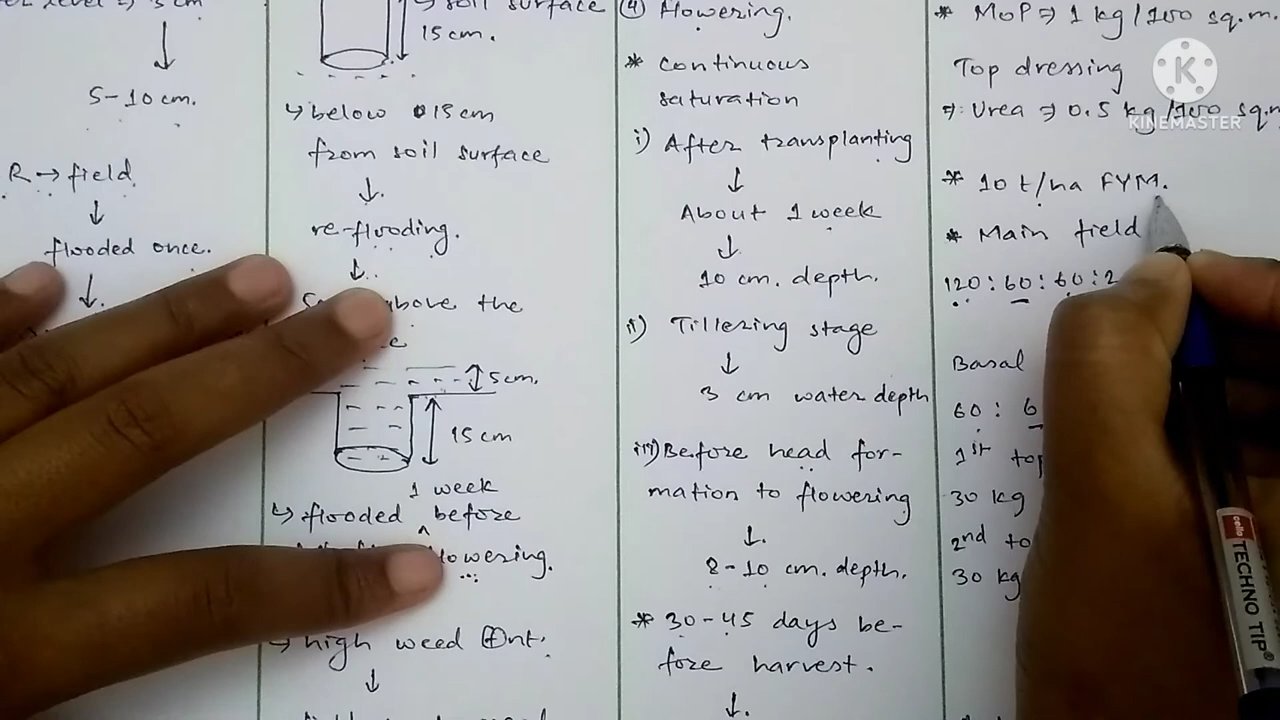 5-10 cm.
R → field
↓
flooded once.
↓
→ soil surface
15 cm.
↳ below 15 cm
from soil surface
↓
re-flooding.
↓
above the
5 cm.
15 cm
1 week
↳ flooded ^ before
flowering.
→ high weed
↓
④ Flowering.
* continuous
saturation
i) After transplanting
↓
About 1 week
↓
10 cm. depth.
ii) Tillering stage
↓
3 cm water depth
iii) Before head for-
mation to flowering
↓
8-10 cm. depth.
* 30-45 days be-
fore harvest.
↓
* MoP ⇒ 1 kg/100 sq.m.
Top dressing
⇒ Urea ⇒ 0.5 kg/100 sq.m
* 10 t/ha FYM.
* Main field
120 : 60 : 60 : 2
Basal
60 : 6
1st top
30 kg
2nd to
30 kg
KINEMASTER
cello
TECHNO TIP